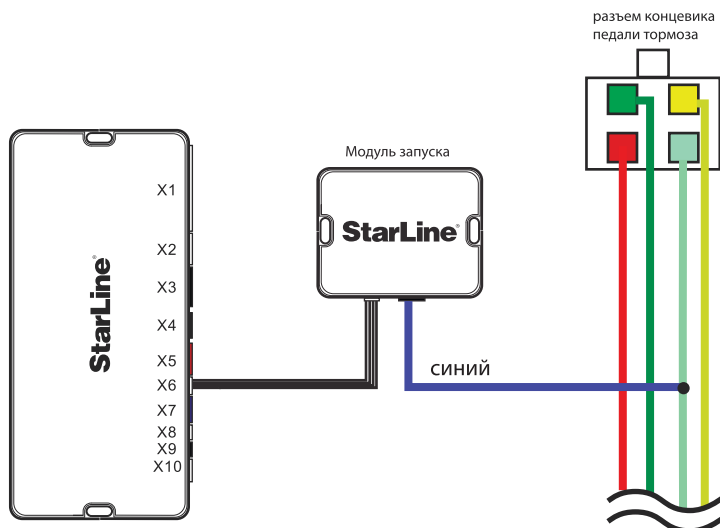 разъем концевика
педали тормоза
Модуль запуска
StarLine®
StarLine®
X1
X2
X3
X4
X5
X6
X7
X8
X9
X10
синий